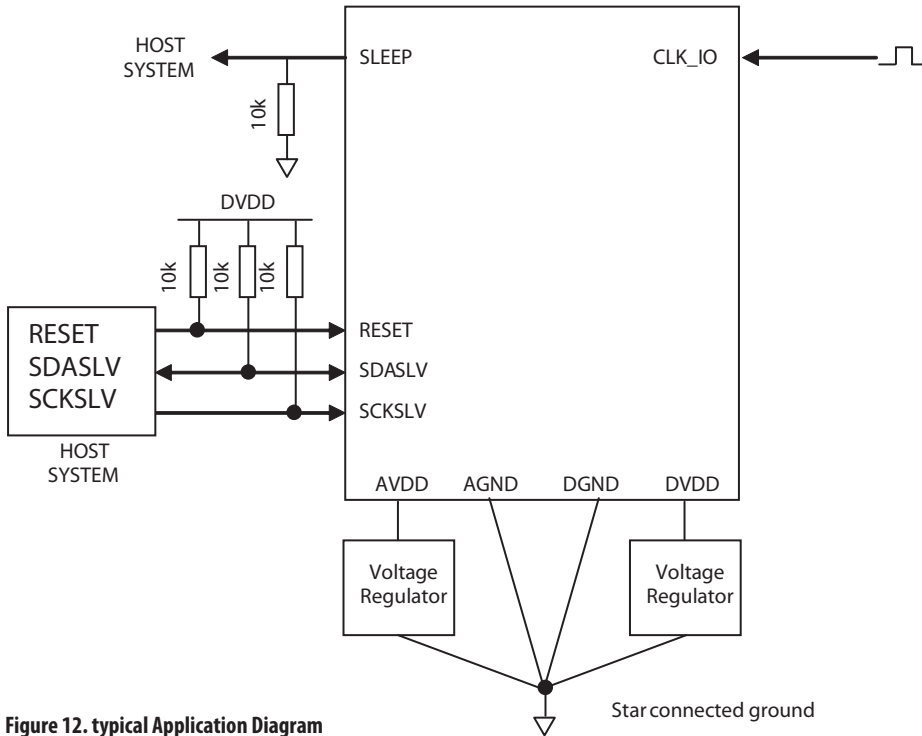 HOST
SYSTEM
SLEEP
CLK_IO
10k
DVDD
10k
10k
10k
RESET
SDASLV
SCKSLV
HOST
SYSTEM
RESET
SDASLV
SCKSLV
AVDD
AGND
DGND
DVDD
Voltage
Regulator
Voltage
Regulator
Star connected ground
Figure 12. typical Application Diagram